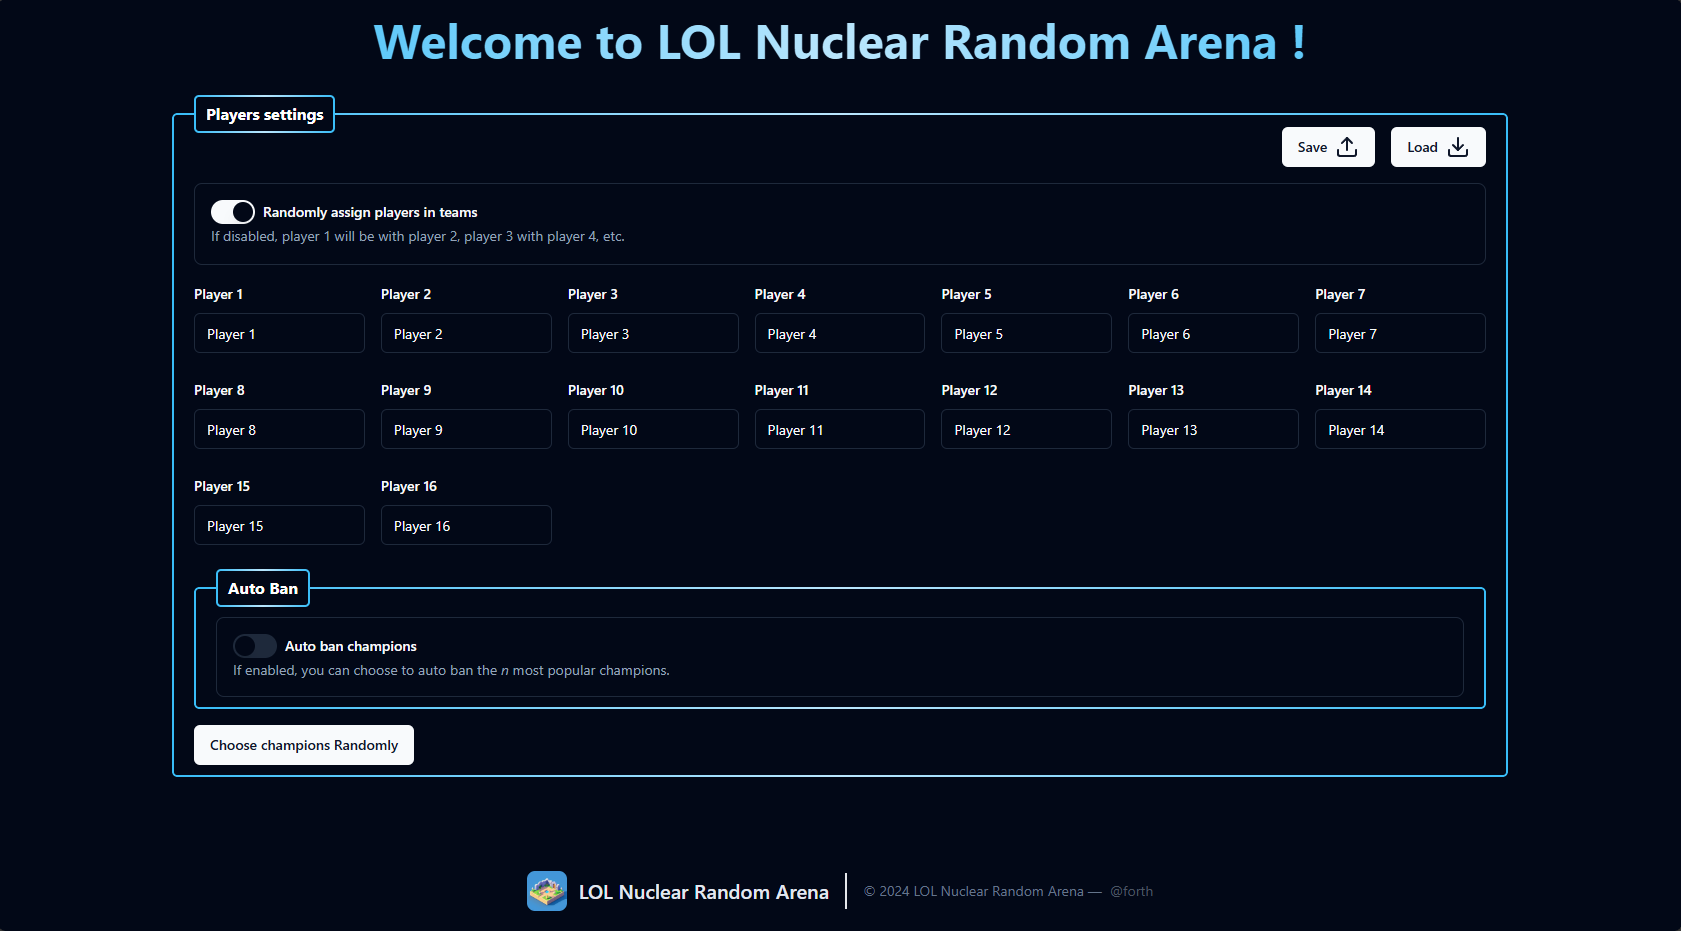 Welcome to LOL Nuclear Random Arena !
Players settings
Save Load
Randomly assign players in teams
If disabled, player 1 will be with player 2, player 3 with player 4, etc.
Player 1 Player 2 Player 3 Player 4 Player 5 Player 6 Player 7
Player 1 Player 2 Player 3 Player 4 Player 5 Player 6 Player 7
Player 8 Player 9 Player 10 Player 11 Player 12 Player 13 Player 14
Player 8 Player 9 Player 10 Player 11 Player 12 Player 13 Player 14
Player 15 Player 16
Player 15 Player 16
Auto Ban
Auto ban champions
If enabled, you can choose to auto ban the n most popular champions.
Choose champions Randomly
LOL Nuclear Random Arena © 2024 LOL Nuclear Random Arena — @forth